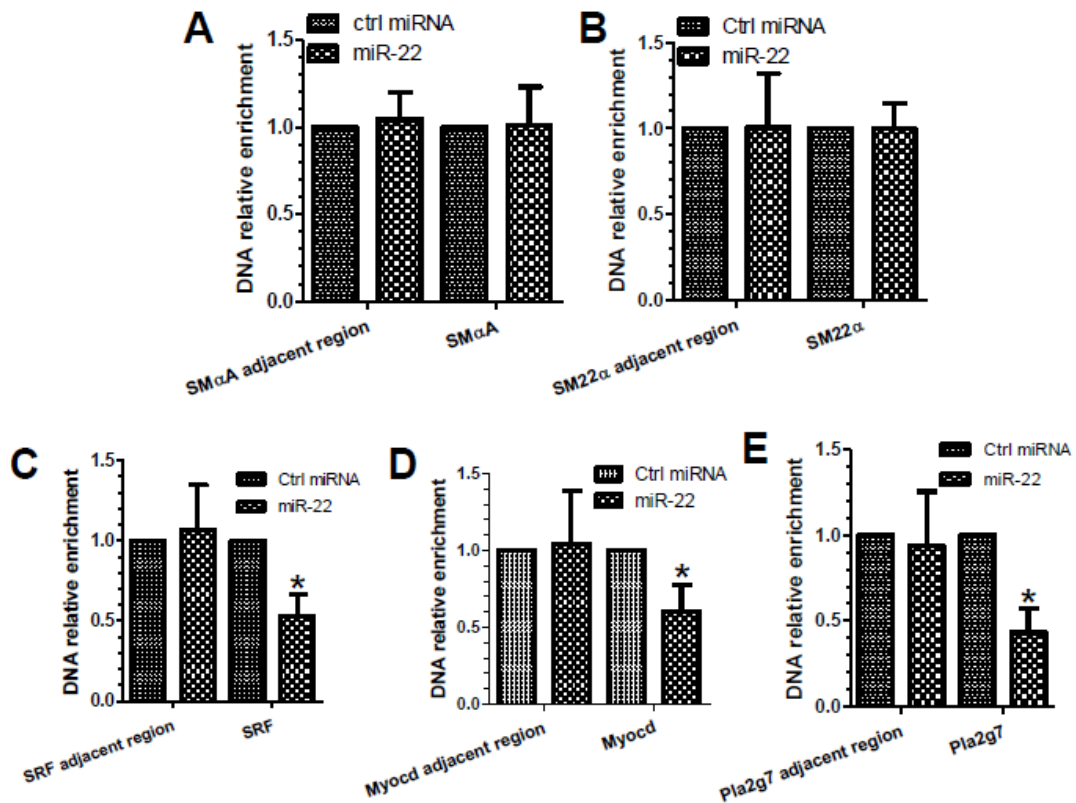 A
ctrl miRNA
miR-22
DNA relative enrichment
1.5
1.0
0.5
0.0
SMαA adjacent region
SMαA
B
Ctrl miRNA
miR-22
DNA relative enrichment
1.5
1.0
0.5
0.0
SM22α adjacent region
SM22α
C
Ctrl miRNA
miR-22
DNA relative enrichment
1.5
1.0
0.5
0.0
*
SRF adjacent region
SRF
D
Ctrl miRNA
miR-22
DNA relative enrichment
1.5
1.0
0.5
0.0
*
Myocd adjacent region
Myocd
E
Ctrl miRNA
miR-22
DNA relative enrichment
1.5
1.0
0.5
0.0
*
Pla2g7 adjacent region
Pla2g7